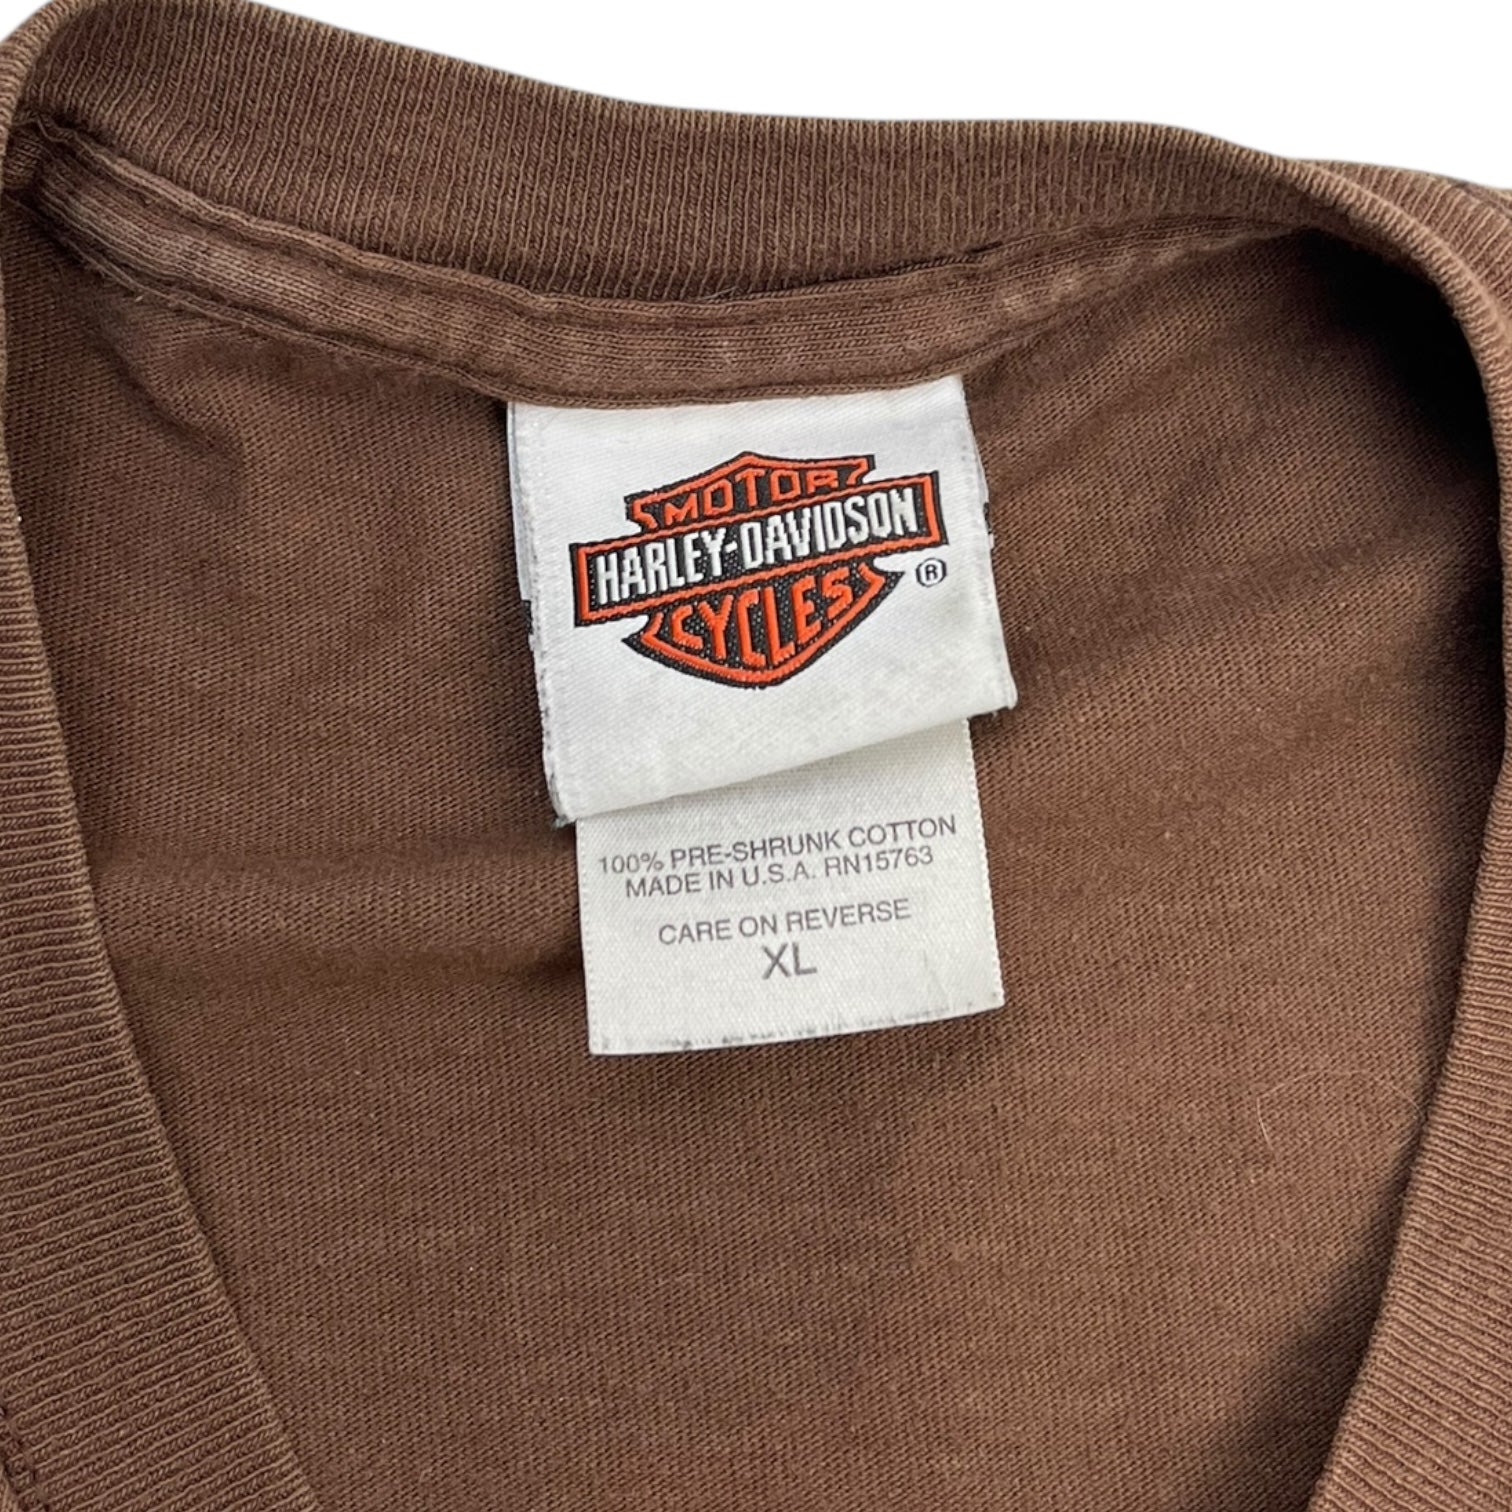 MOTOR
HARLEY-DAVIDSON
CYCLES
®
100% PRE-SHRUNK COTTON
MADE IN U.S.A. RN15763
CARE ON REVERSE
XL